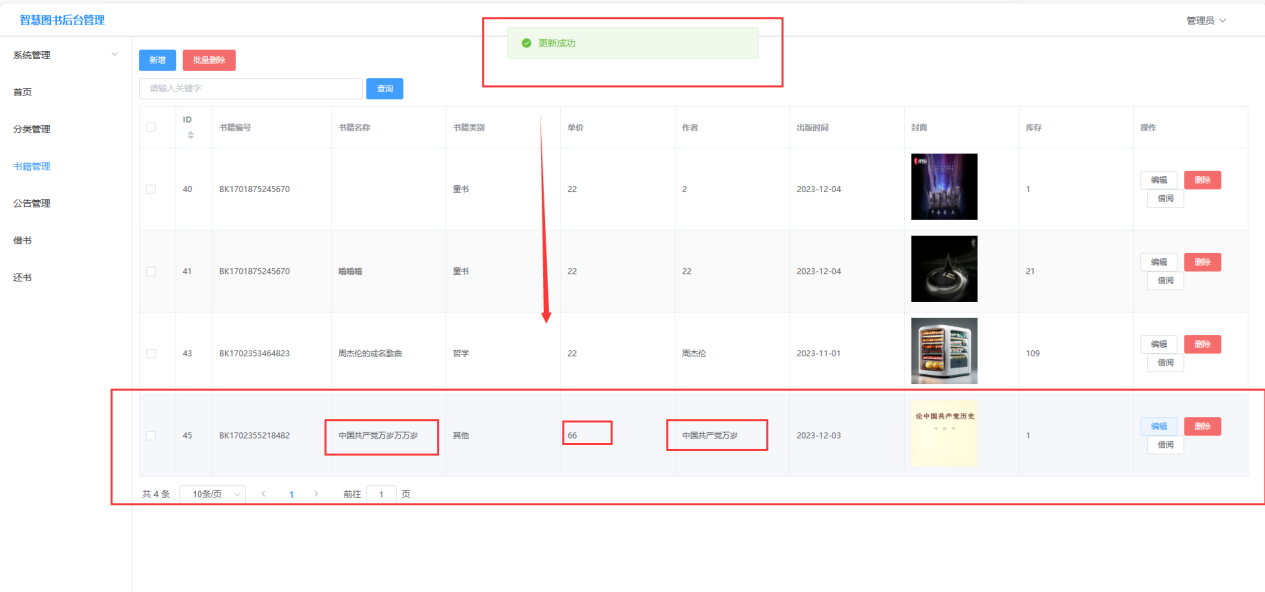 智慧图书后台管理
管理员
更新成功
系统管理
首页
分类管理
书籍管理
公告管理
借书
还书
新增 批量删除
请输入关键字 查询
ID 书籍编号 书籍名称 书籍类别 单价 作者 出版时间 封面 库存 操作
40 BK1701875245670 童书 22 2 2023-12-04 1 编辑 删除
借阅
41 BK1701875245670 嘻嘻嘻 童书 22 22 2023-12-04 21 编辑 删除
借阅
43 BK1702353464823 周杰伦的成名歌曲 哲学 22 周杰伦 2023-11-01 109 编辑 删除
借阅
论中国共产党历史
45 BK1702355218482 中国共产党万岁万万岁 其他 66 中国共产党万岁 2023-12-03 1 编辑 删除
借阅
共 4 条 10条/页 1 前往 1 页